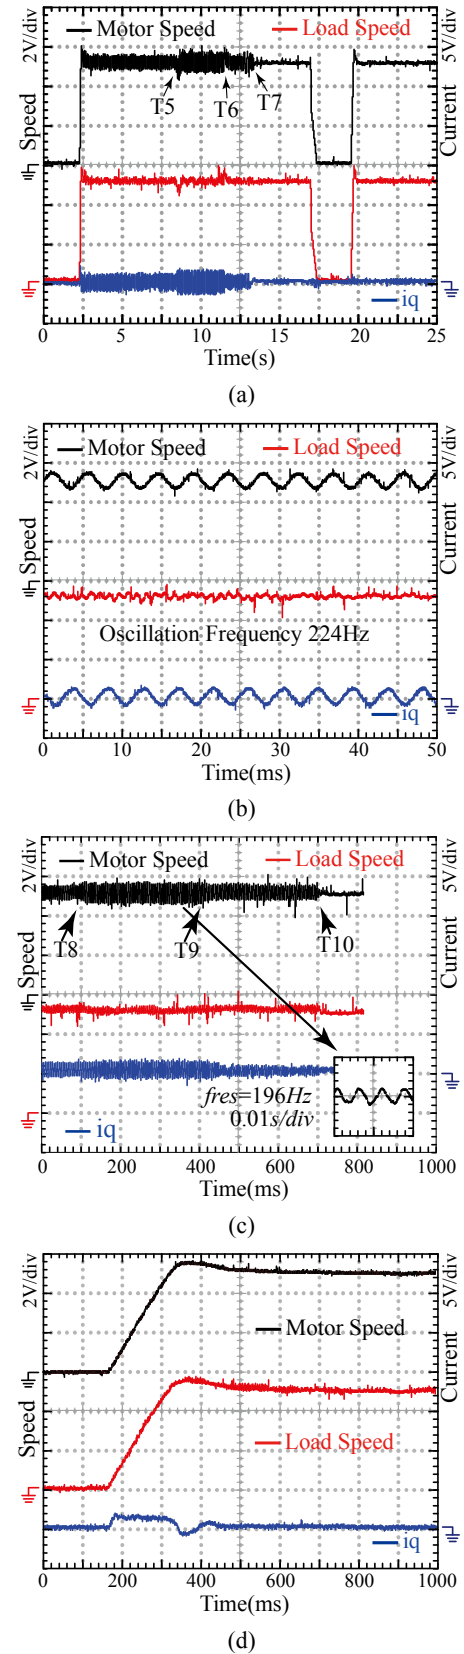 2V/div
Motor Speed
Load Speed
5V/div
T5
T6
T7
Speed
Current
iq
0 5 10 15 20 25
Time(s)
(a)
2V/div
Motor Speed
Load Speed
5V/div
Speed
Current
Oscillation Frequency 224Hz
iq
0 10 20 30 40 50
Time(ms)
(b)
2V/div
Motor Speed
Load Speed
5V/div
T8
T9
T10
Speed
Current
fres=196Hz
0.01s/div
iq
0 200 400 600 800 1000
Time(ms)
(c)
2V/div
5V/div
Motor Speed
Speed
Current
Load Speed
iq
0 200 400 600 800 1000
Time(ms)
(d)